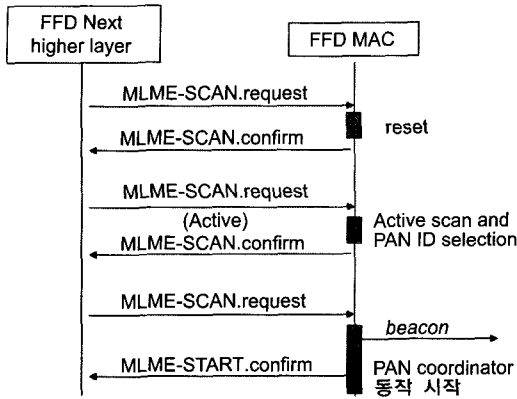 FFD Next
higher layer
FFD MAC
MLME-SCAN.request
reset
MLME-SCAN.confirm
MLME-SCAN.request
(Active)
Active scan and
PAN ID selection
MLME-SCAN.confirm
MLME-SCAN.request
beacon
MLME-START.confirm
PAN coordinator
동작 시작